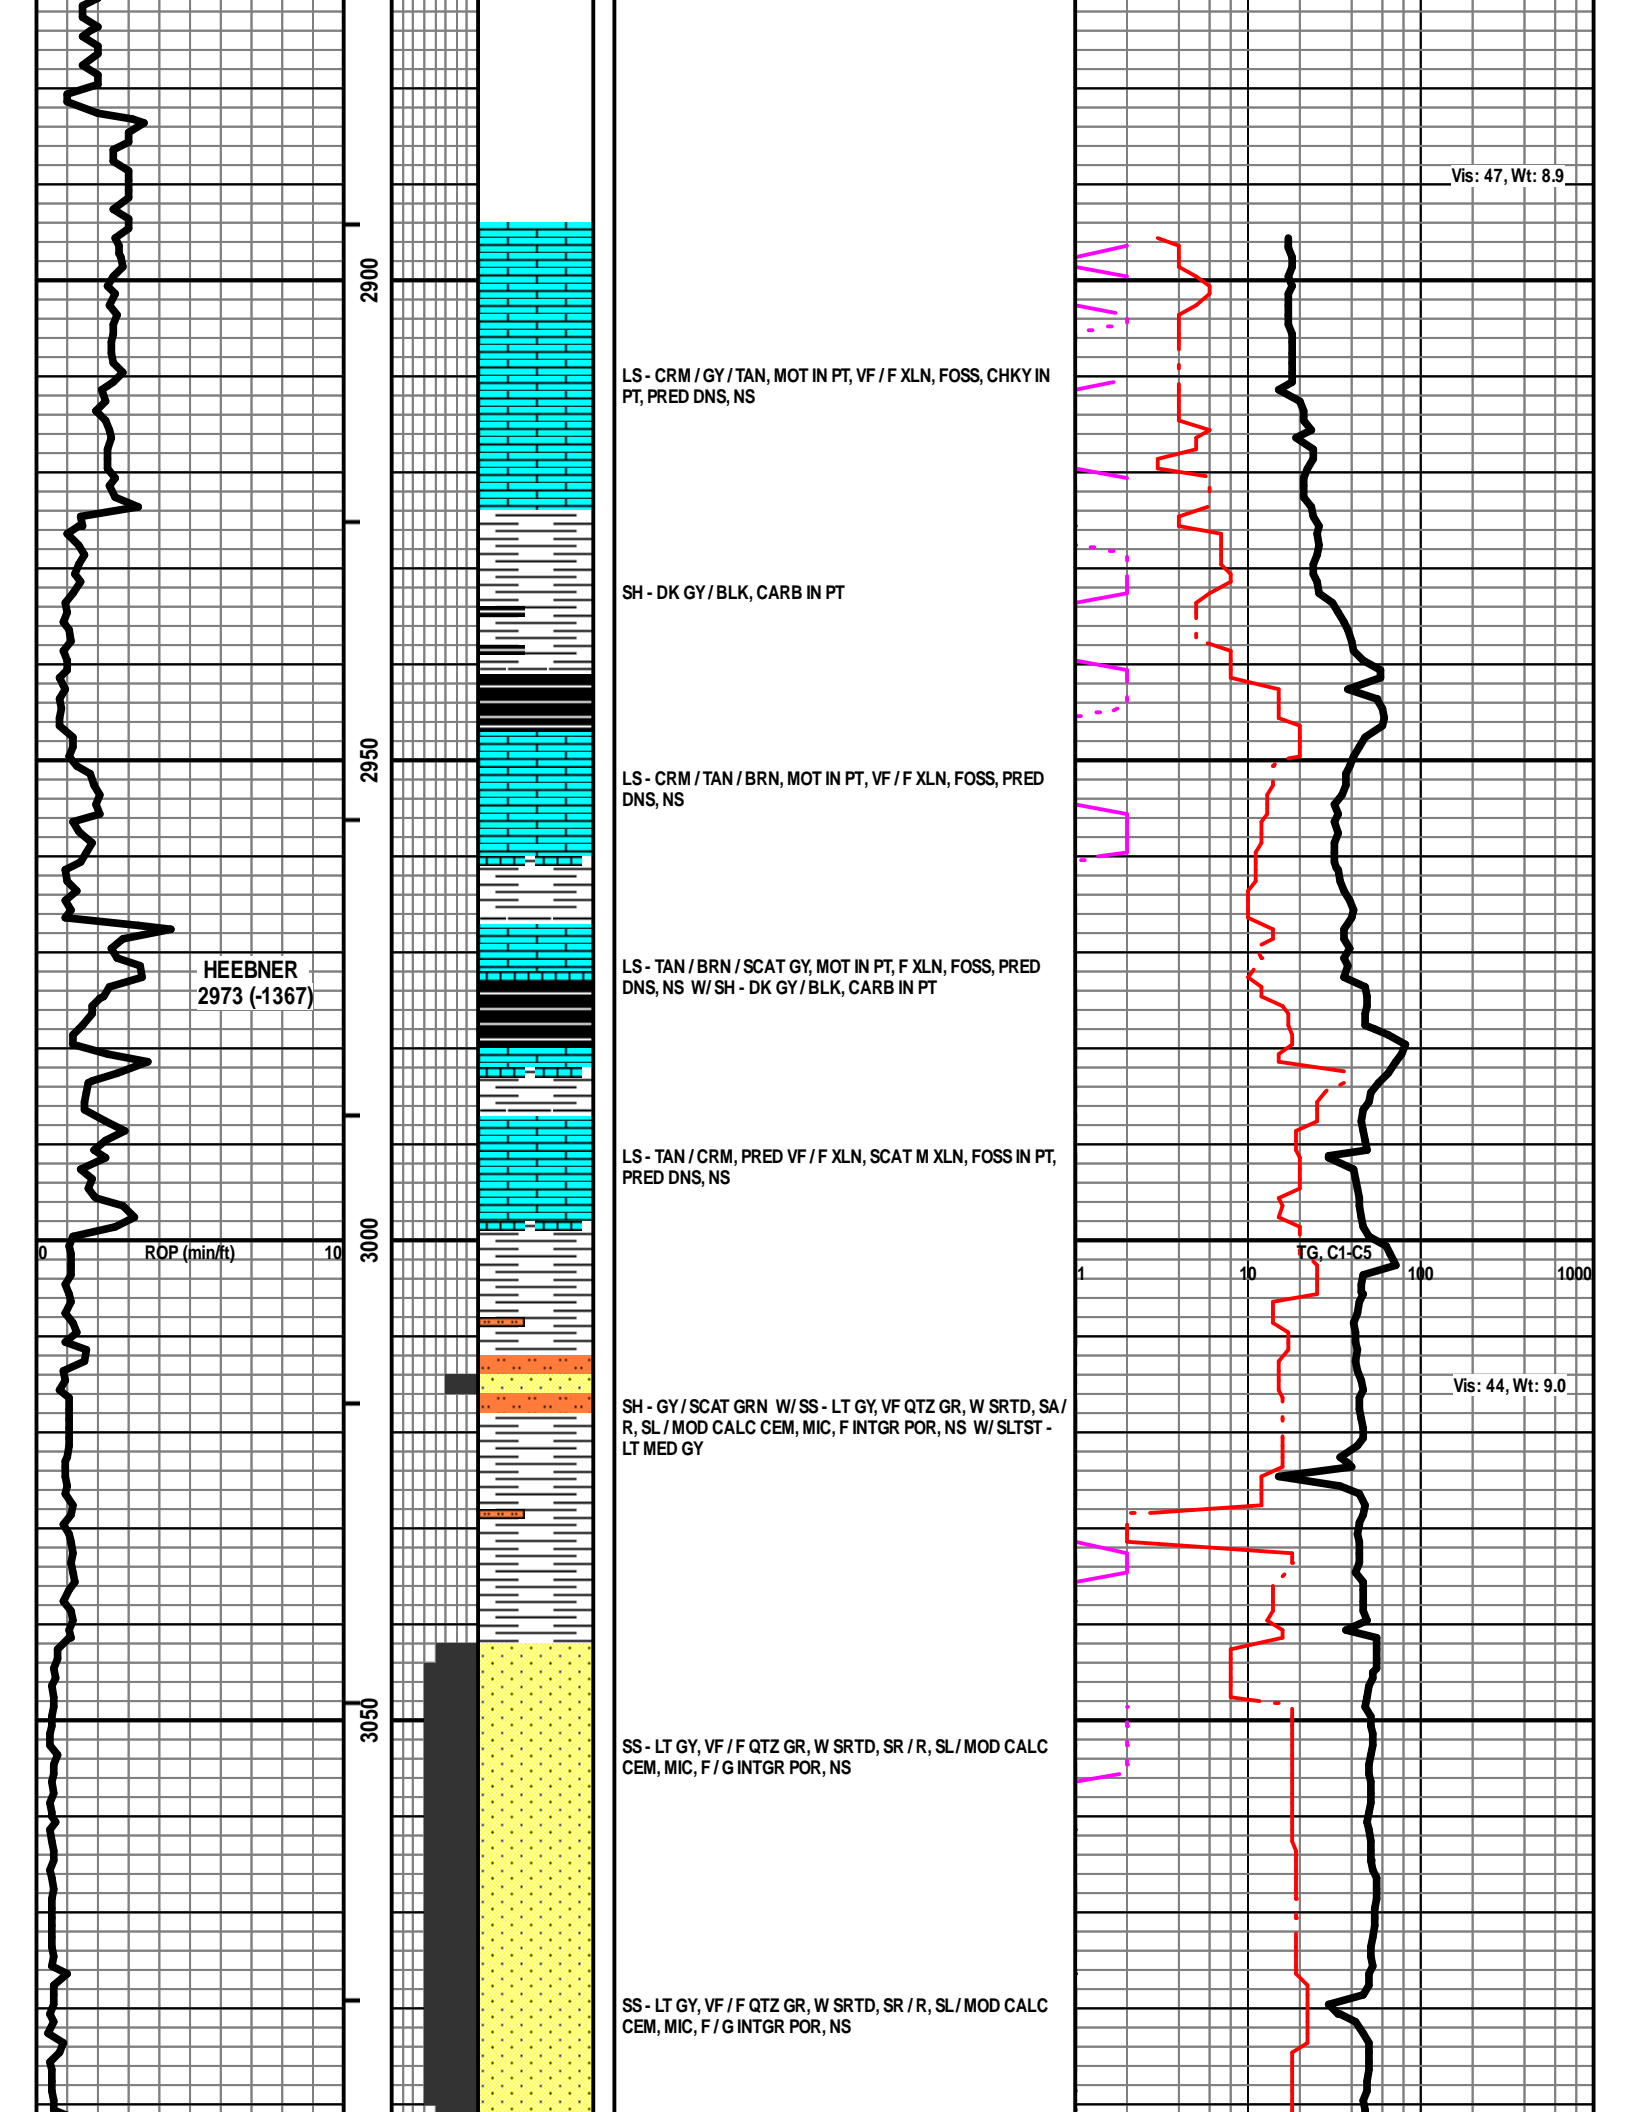 Vis: 47, Wt: 8.9
2900
LS - CRM / GY / TAN, MOT IN PT, VF / F XLN, FOSS, CHKY IN
PT, PRED DNS, NS
SH - DK GY / BLK, CARB IN PT
2950
LS - CRM / TAN / BRN, MOT IN PT, VF / F XLN, FOSS, PRED
DNS, NS
HEEBNER
2973 (-1367)
LS - TAN / BRN / SCAT GY, MOT IN PT, F XLN, FOSS, PRED
DNS, NS W/ SH - DK GY / BLK, CARB IN PT
LS - TAN / CRM, PRED VF / F XLN, SCAT M XLN, FOSS IN PT,
PRED DNS, NS
3000
0 ROP (min/ft) 10
TG, C1-C5
1 10 100 1000
Vis: 44, Wt: 9.0
SH - GY / SCAT GRN W/ SS - LT GY, VF QTZ GR, W SRTD, SA /
R, SL / MOD CALC CEM, MIC, F INTGR POR, NS W/ SLTST -
LT MED GY
3050
SS - LT GY, VF / F QTZ GR, W SRTD, SR / R, SL / MOD CALC
CEM, MIC, F / G INTGR POR, NS
SS - LT GY, VF / F QTZ GR, W SRTD, SR / R, SL / MOD CALC
CEM, MIC, F / G INTGR POR, NS